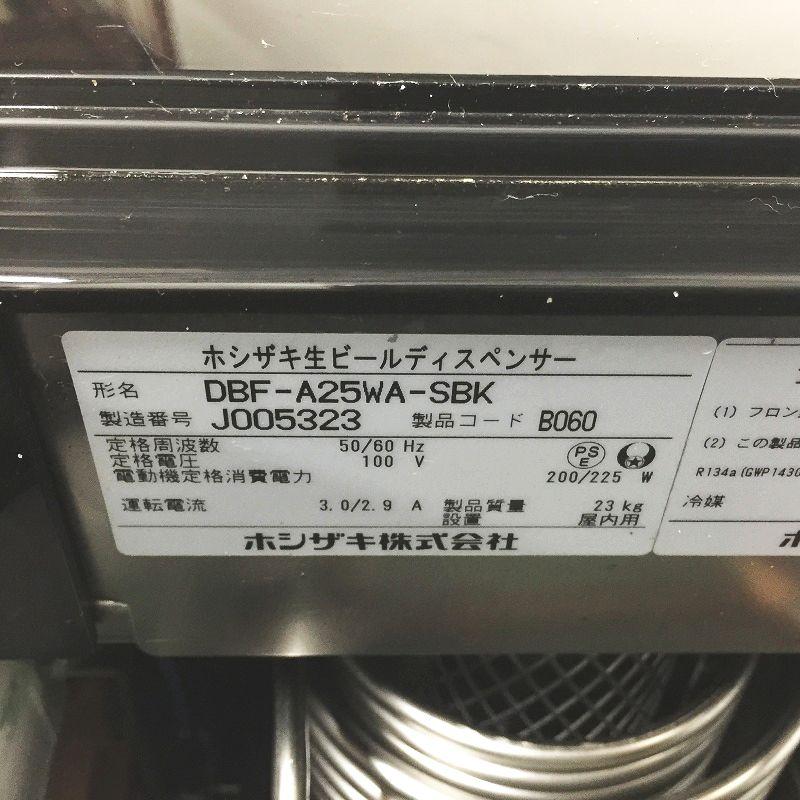 ホシザキ生ビールディスペンサー
形名 DBF-A25WA-SBK
製造番号 J005323 製品コード B060
定格周波数 50/60 Hz
定格電圧 100 V
PS E
電動機定格消費電力 200/225 W
運転電流 3.0/2.9 A 製品質量 23 kg
設置 屋内用
ホシザキ株式会社
(1) フロン
(2) この製品
R134a(GWP1430
冷媒